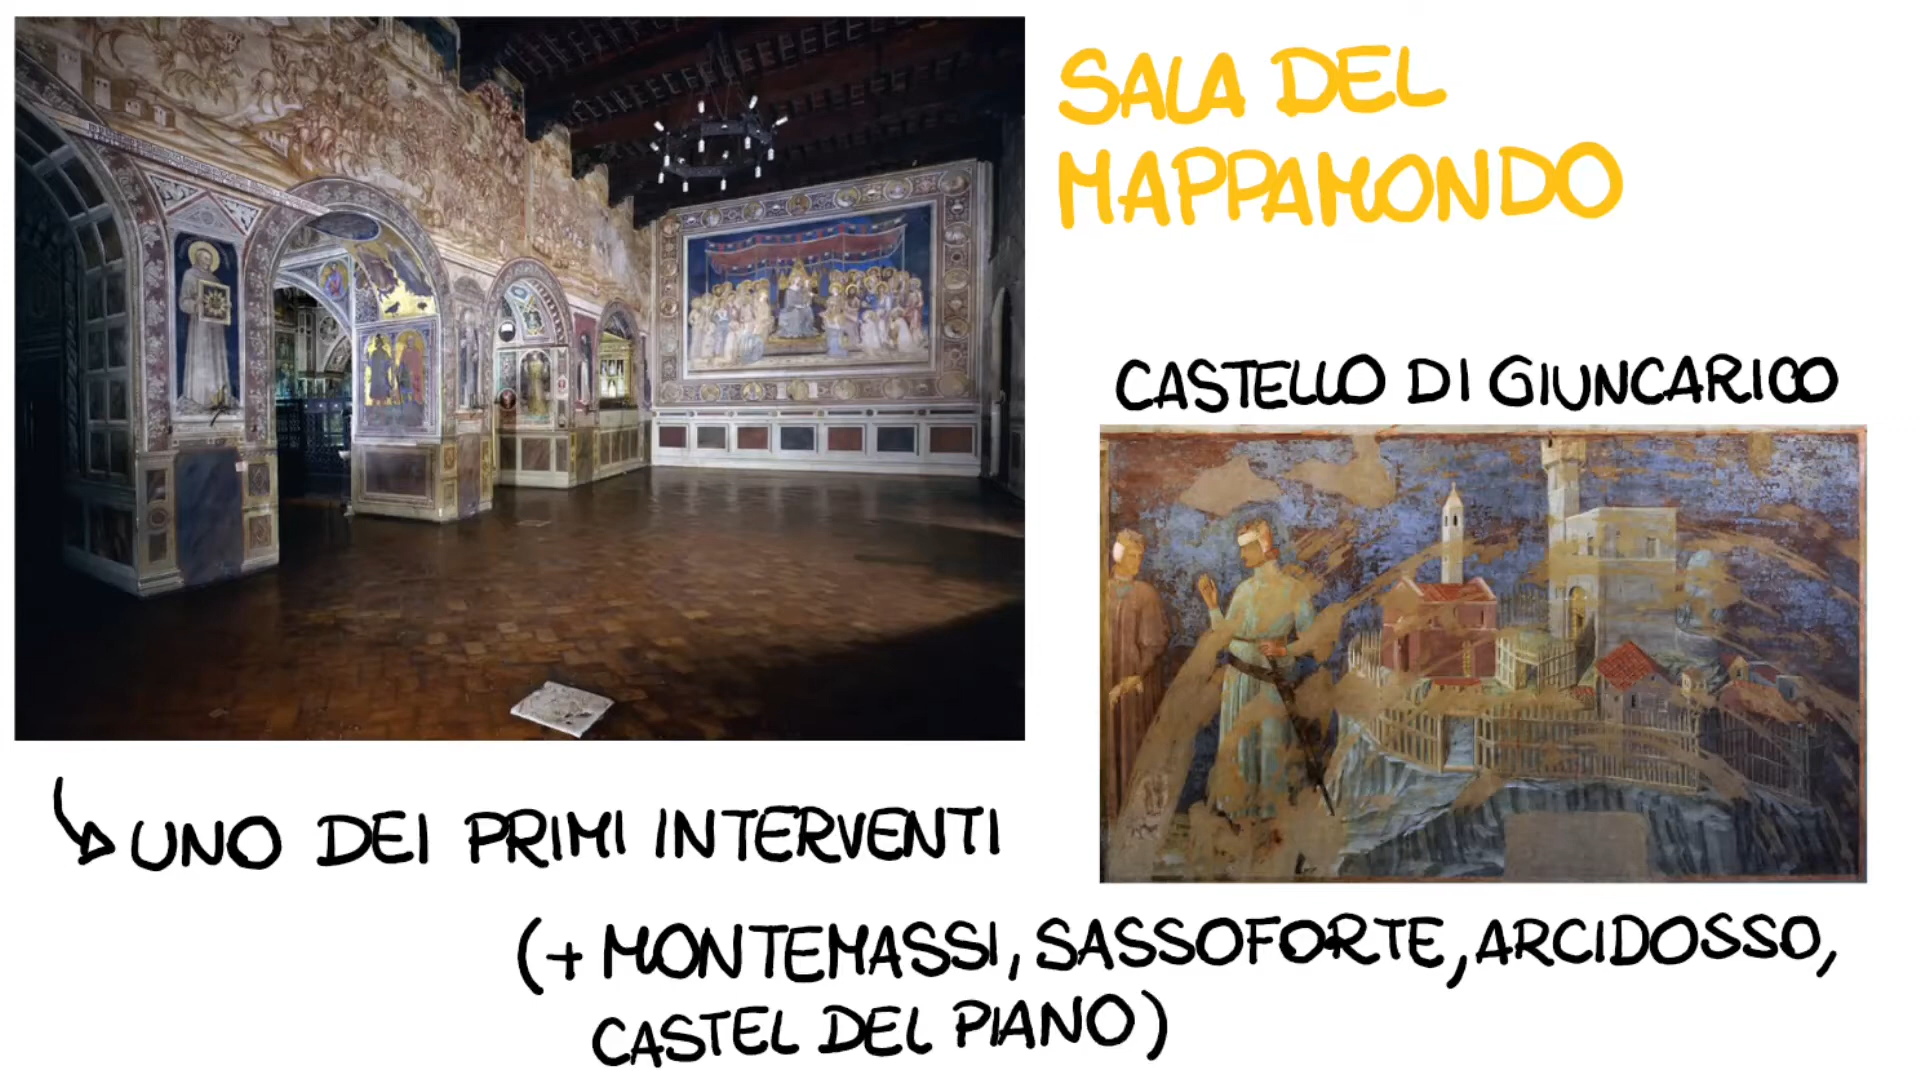 SALA DEL
MAPPAMONDO
CASTELLO DI GIUNCARICO
UNO DEI PRIMI INTERVENTI
(+ MONTEMASSI, SASSOFORTE, ARCIDOSSO,
CASTEL DEL PIANO)